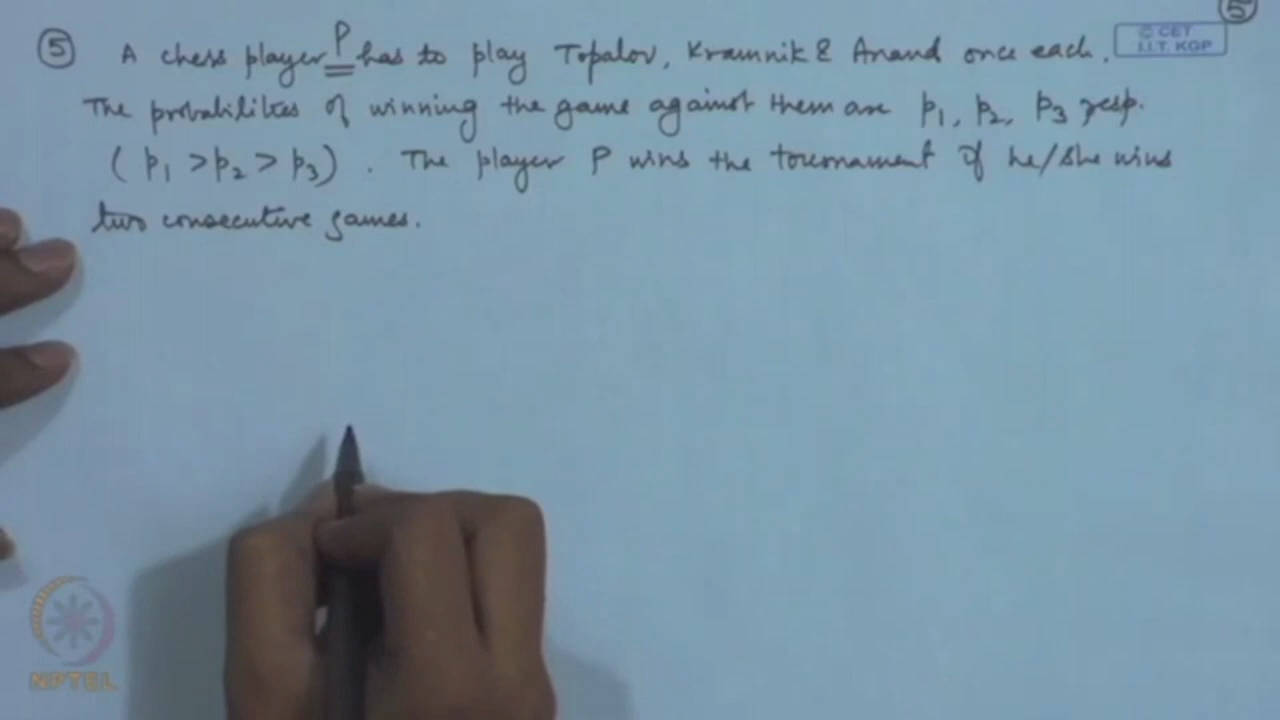 5
5 A chess player P has to play Topalov, Kramnik & Anand once each.
© CET
I.I.T. KGP
The probabilities of winning the game against them are p₁, p₂, p₃ resp.
( p₁ > p₂ > p₃ ) . The player P wins the tournament if he/she wins
two consecutive games.
NPTEL